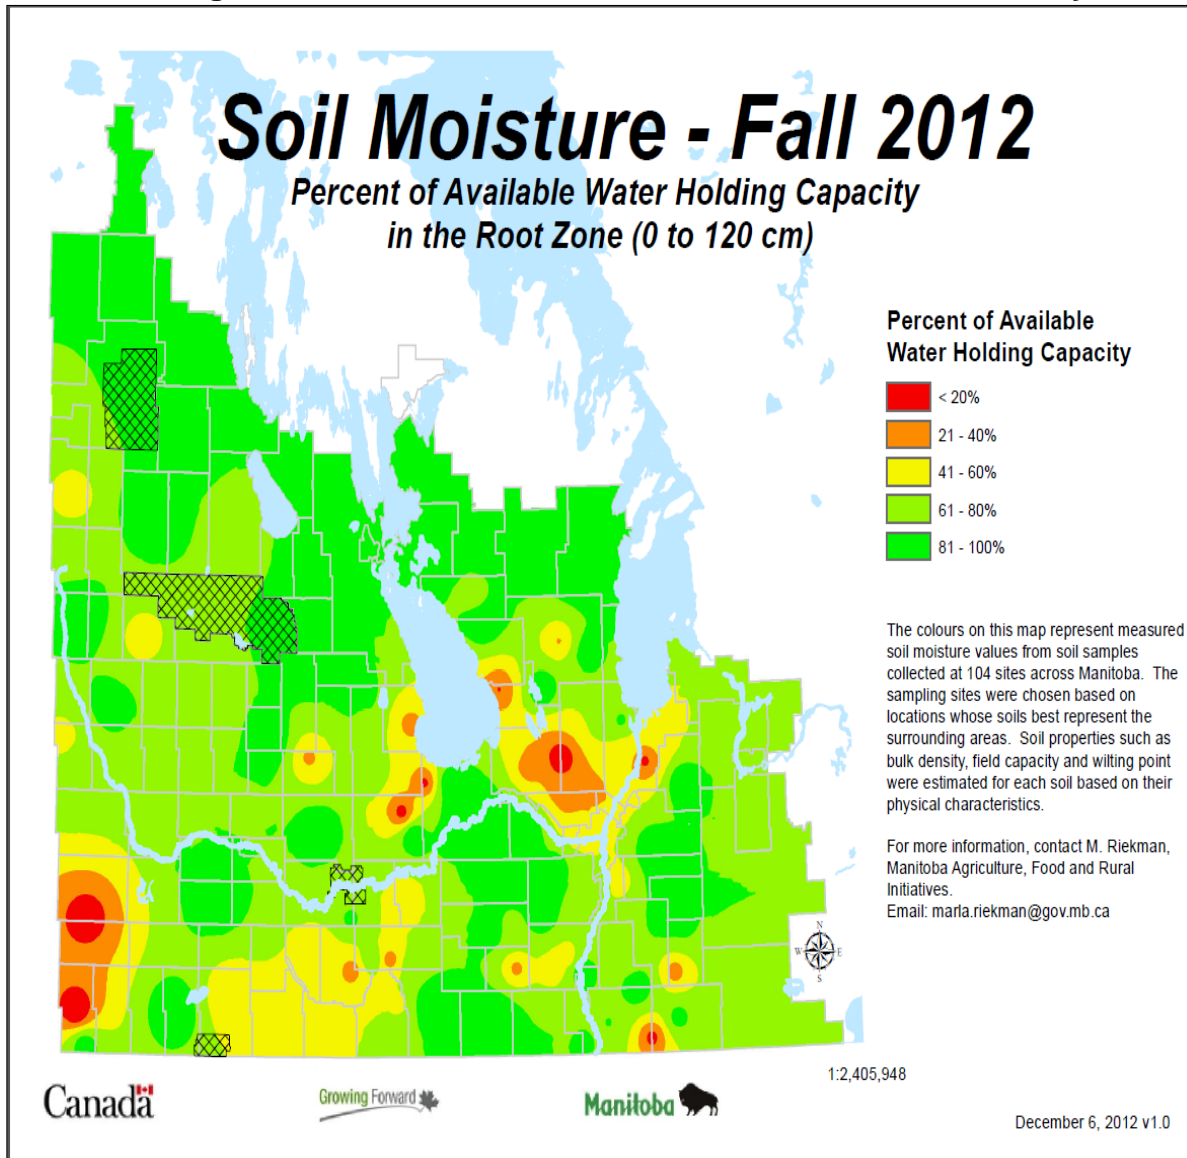 Soil Moisture - Fall 2012
Percent of Available Water Holding Capacity
in the Root Zone (0 to 120 cm)
Percent of Available
Water Holding Capacity
< 20%
21 - 40%
41 - 60%
61 - 80%
81 - 100%
The colours on this map represent measured
soil moisture values from soil samples
collected at 104 sites across Manitoba. The
sampling sites were chosen based on
locations whose soils best represent the
surrounding areas. Soil properties such as
bulk density, field capacity and wilting point
were estimated for each soil based on their
physical characteristics.
For more information, contact M. Riekman,
Manitoba Agriculture, Food and Rural
Initiatives.
Email: marla.riekman@gov.mb.ca
N
W E
S
1:2,405,948
Canada
Growing Forward
Manitoba
December 6, 2012 v1.0